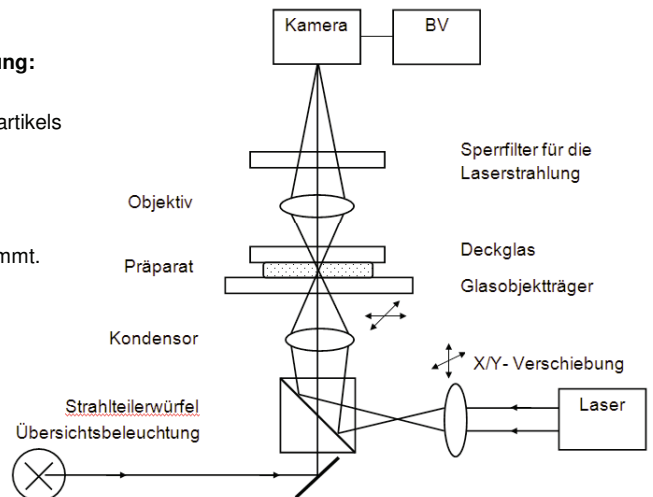 Kamera
BV
ung:
artikels
Sperrfilter für die
Laserstrahlung
Objektiv
mmt.
Deckglas
Präparat
Glasobjektträger
Kondensor
X/Y- Verschiebung
Strahlteilerwürfel
Laser
Übersichtsbeleuchtung